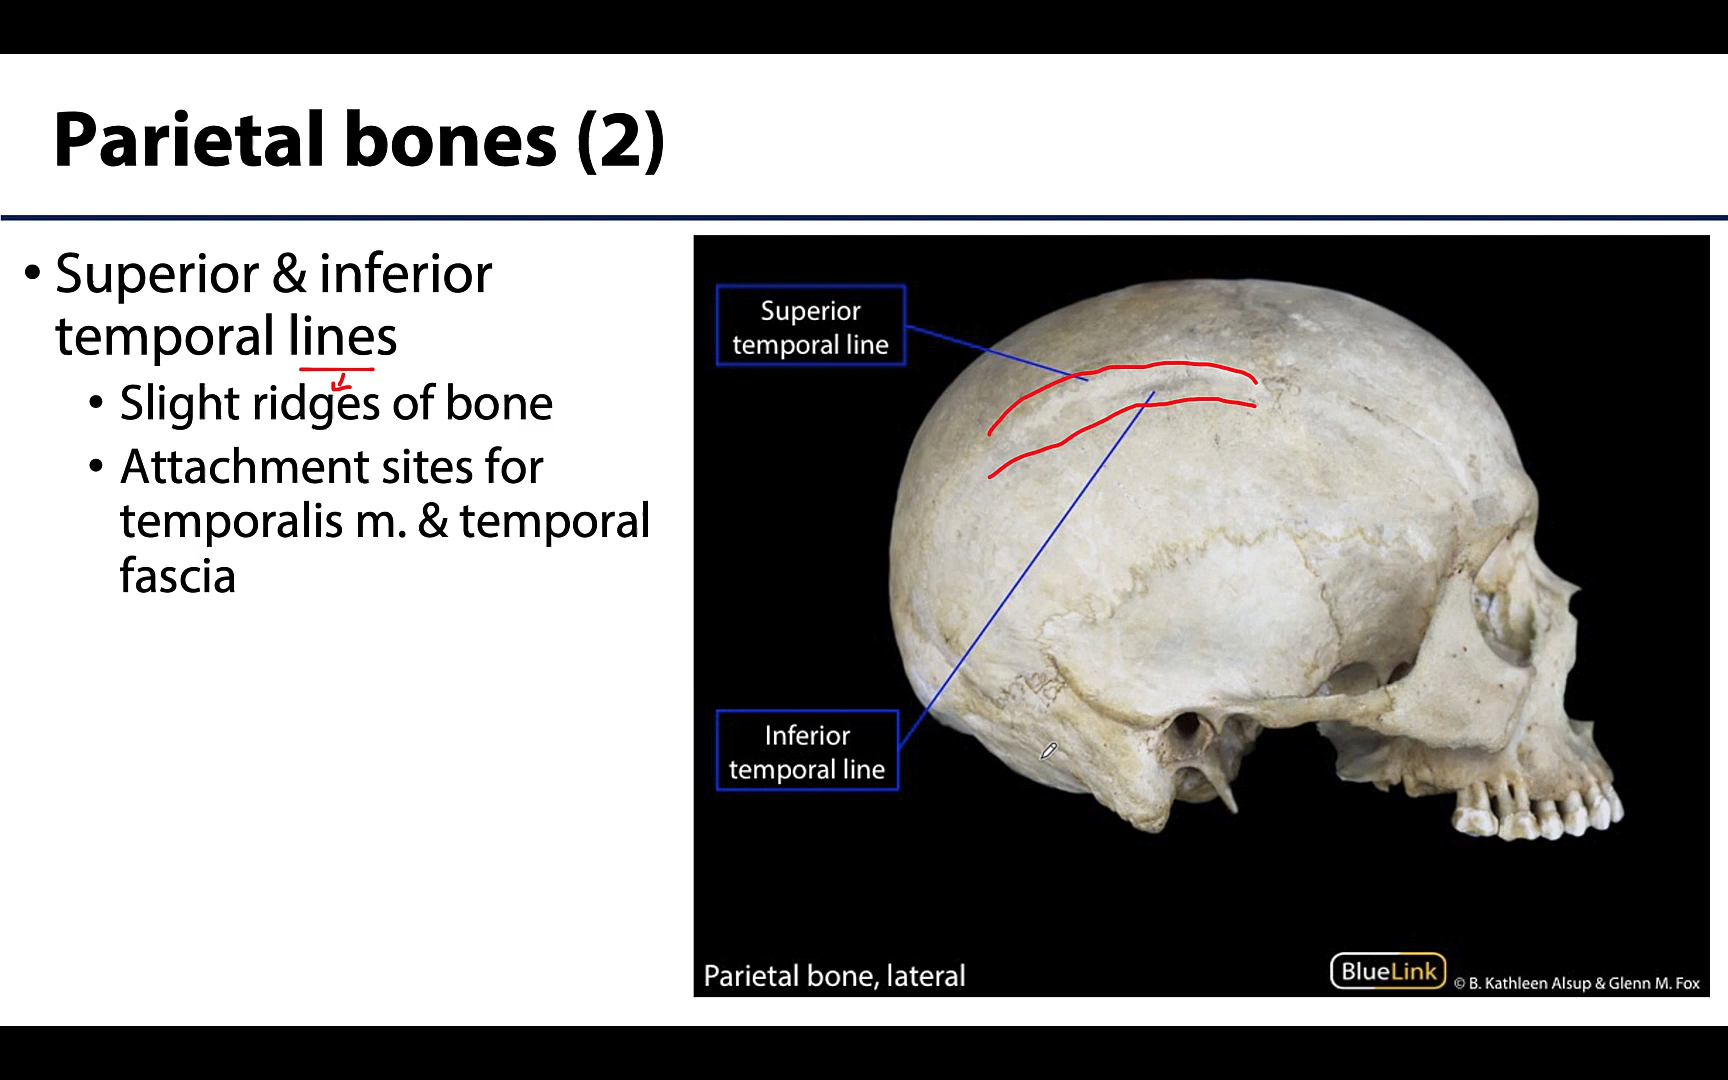 Parietal bones (2)
• Superior & inferior
temporal lines
• Slight ridges of bone
• Attachment sites for
temporalis m. & temporal
fascia
Superior
temporal line
Inferior
temporal line
Parietal bone, lateral
BlueLink
© B. Kathleen Alsup & Glenn M. Fox